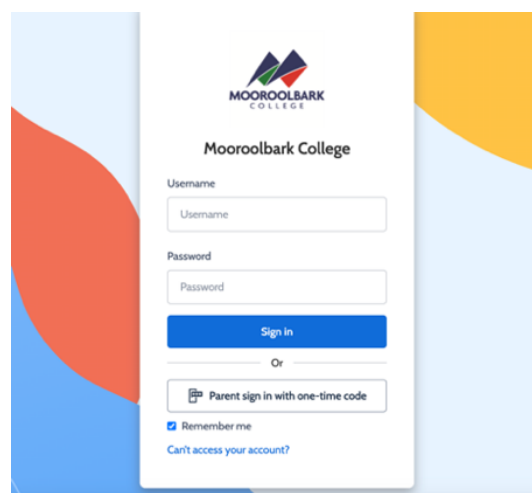 MOOROOLBARK
COLLEGE
Mooroolbark College
Username
Username
Password
Password
Sign in
Or
Parent sign in with one-time code
Remember me
Can't access your account?